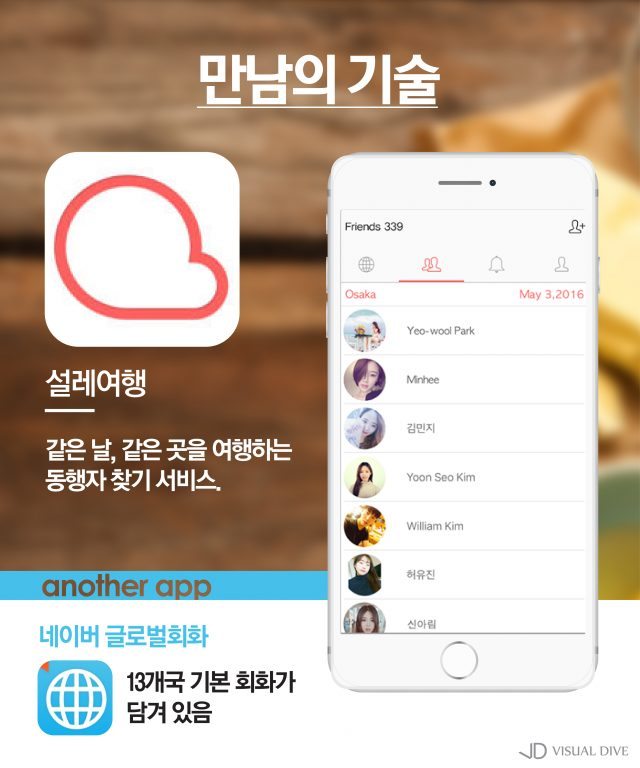 만남의 기술
설레여행
같은 날, 같은 곳을 여행하는
동행자 찾기 서비스.
Friends 339
Osaka May 3,2016
Yeo-wool Park
Minhee
김민지
Yoon Seo Kim
William Kim
허유진
신아림
another app
네이버 글로벌회화
13개국 기본 회화가
담겨 있음
VISUAL DIVE